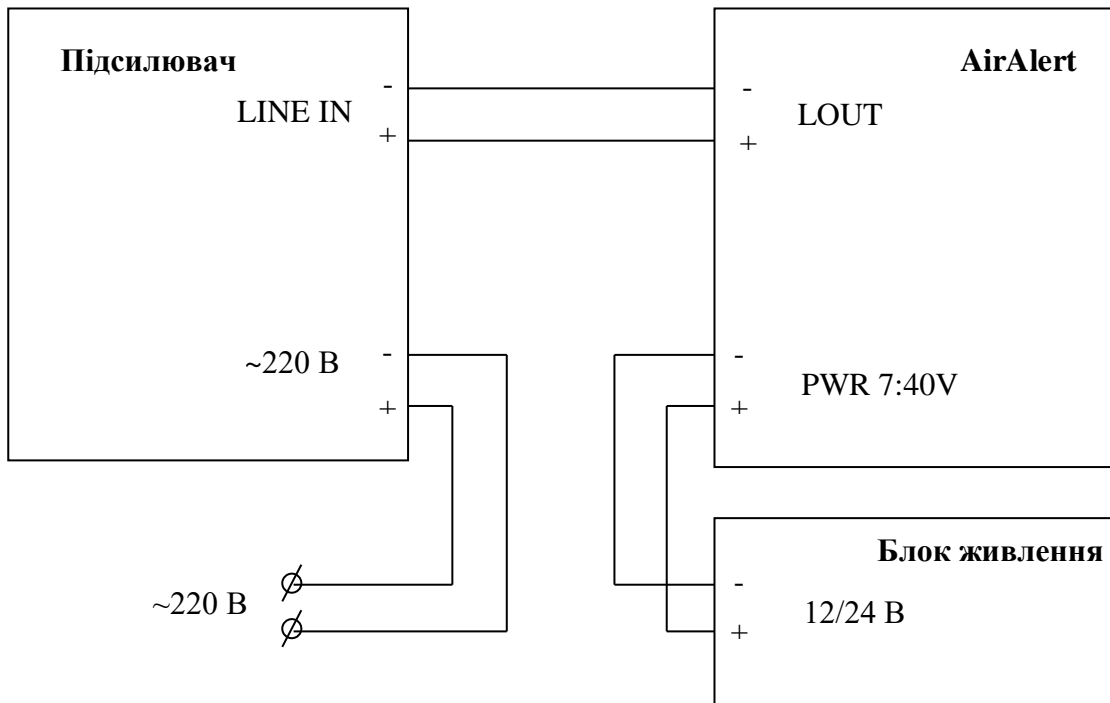 Підсилювач
-
LINE IN
+
~220 В
-
+
AirAlert
-
LOUT
+
-
PWR 7:40V
+
~220 В
Блок живлення
-
12/24 В
+